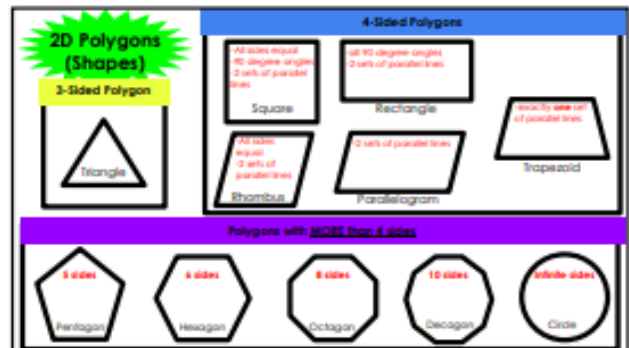 2D Polygons
(Shapes)
3-Sided Polygon
Triangle
4-Sided Polygons
-All sides equal
-90 degree angles
-2 sets of parallel
lines
Square
-all 90 degree angles
-2 sets of parallel lines
Rectangle
-exactly one set
of parallel lines
Trapezoid
-All sides
equal
-2 sets of
parallel lines
Rhombus
-2 sets of parallel lines
Parallelogram
Polygons with MORE than 4 sides
5 sides
Pentagon
6 sides
Hexagon
8 sides
Octagon
10 sides
Decagon
Infinite sides
Circle